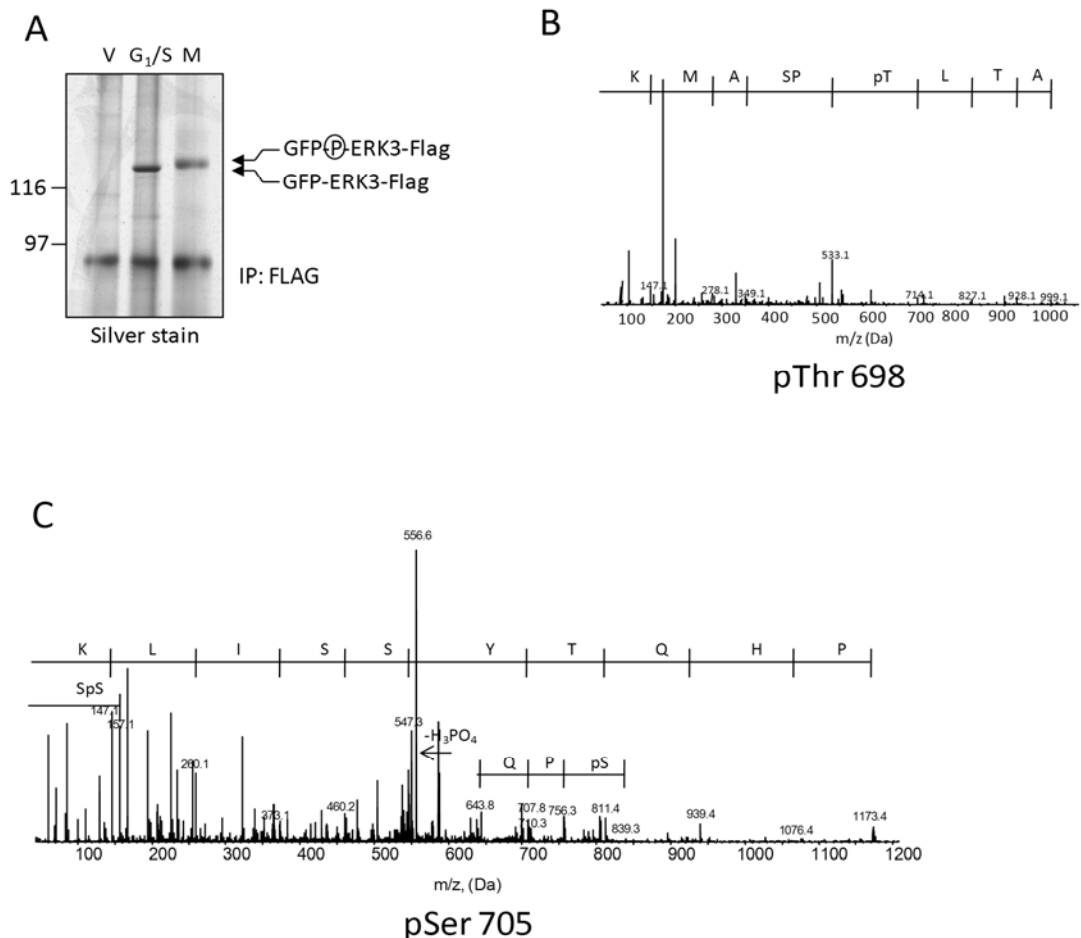 A
V G₁/S M
GFP-Ⓟ-ERK3-Flag
GFP-ERK3-Flag
116
97
IP: FLAG
Silver stain
B
K M A SP pT L T A
533.1
147.1 278.1 349.1 714.1 827.1 928.1 999.1
100 200 300 400 500 600 700 800 900 1000
m/z (Da)
pThr 698
C
556.6
K L I S S Y T Q H P
SpS
147.1
157.1
547.3
-H₃PO₄
Q P pS
260.1 373.1 460.2 643.8 707.8 756.3 811.4 939.4 1173.4
710.3 839.3 1076.4
100 200 300 400 500 600 700 800 900 1000 1100 1200
m/z, (Da)
pSer 705